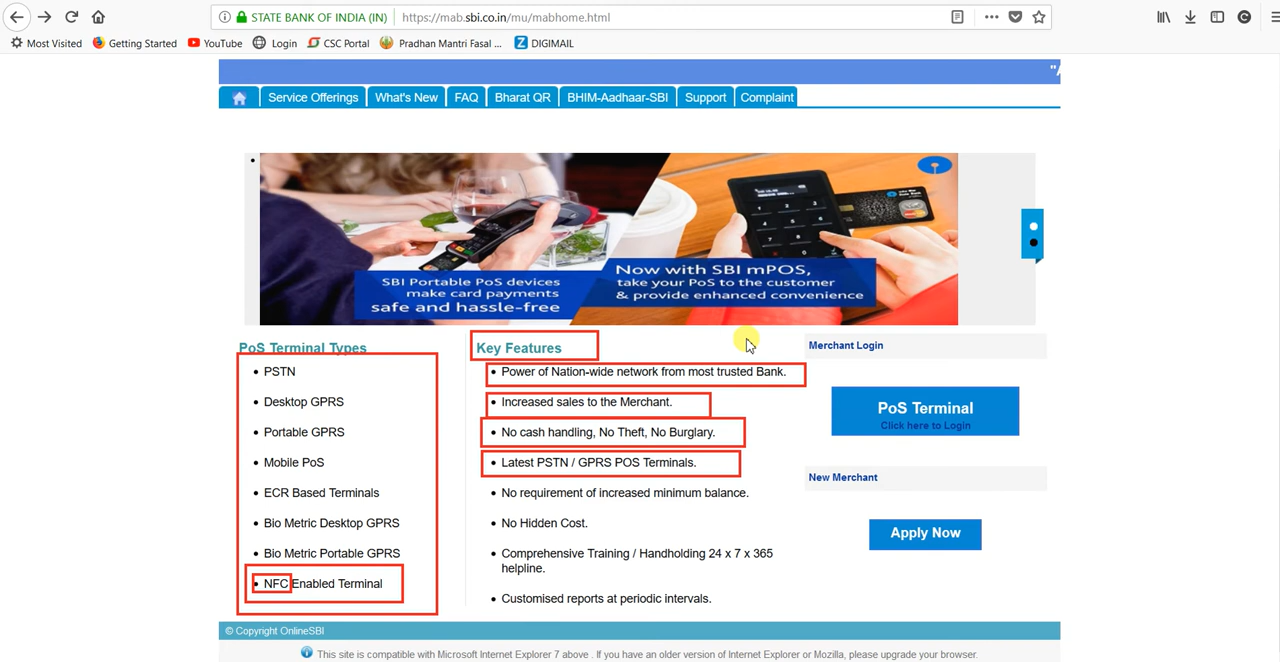 STATE BANK OF INDIA (IN)
https://mab.sbi.co.in/mu/mabhome.html
Most Visited
Getting Started
YouTube
Login
CSC Portal
Pradhan Mantri Fasal ...
DIGIMAIL
Service Offerings
What's New
FAQ
Bharat QR
BHIM-Aadhaar-SBI
Support
Complaint
SBI Portable PoS devices
make card payments
safe and hassle-free
Now with SBI mPOS,
take your PoS to the customer
& provide enhanced convenience
PoS Terminal Types
• PSTN
• Desktop GPRS
• Portable GPRS
• Mobile PoS
• ECR Based Terminals
• Bio Metric Desktop GPRS
• Bio Metric Portable GPRS
• NFC Enabled Terminal
Key Features
• Power of Nation-wide network from most trusted Bank.
• Increased sales to the Merchant.
• No cash handling, No Theft, No Burglary.
• Latest PSTN / GPRS POS Terminals.
• No requirement of increased minimum balance.
• No Hidden Cost.
• Comprehensive Training / Handholding 24 x 7 x 365
helpline.
• Customised reports at periodic intervals.
Merchant Login
PoS Terminal
Click here to Login
New Merchant
Apply Now
© Copyright OnlineSBI
This site is compatible with Microsoft Internet Explorer 7 above . If you have an older version of Internet Explorer or Mozilla, please upgrade your browser.